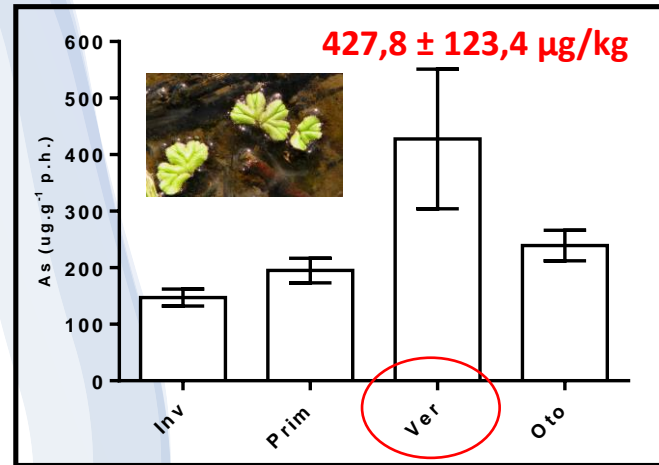 427,8 ± 123,4 µg/kg
As (ug.g⁻¹ p.h.)
600
500
400
300
200
100
0
Inv
Prim
Ver
Oto